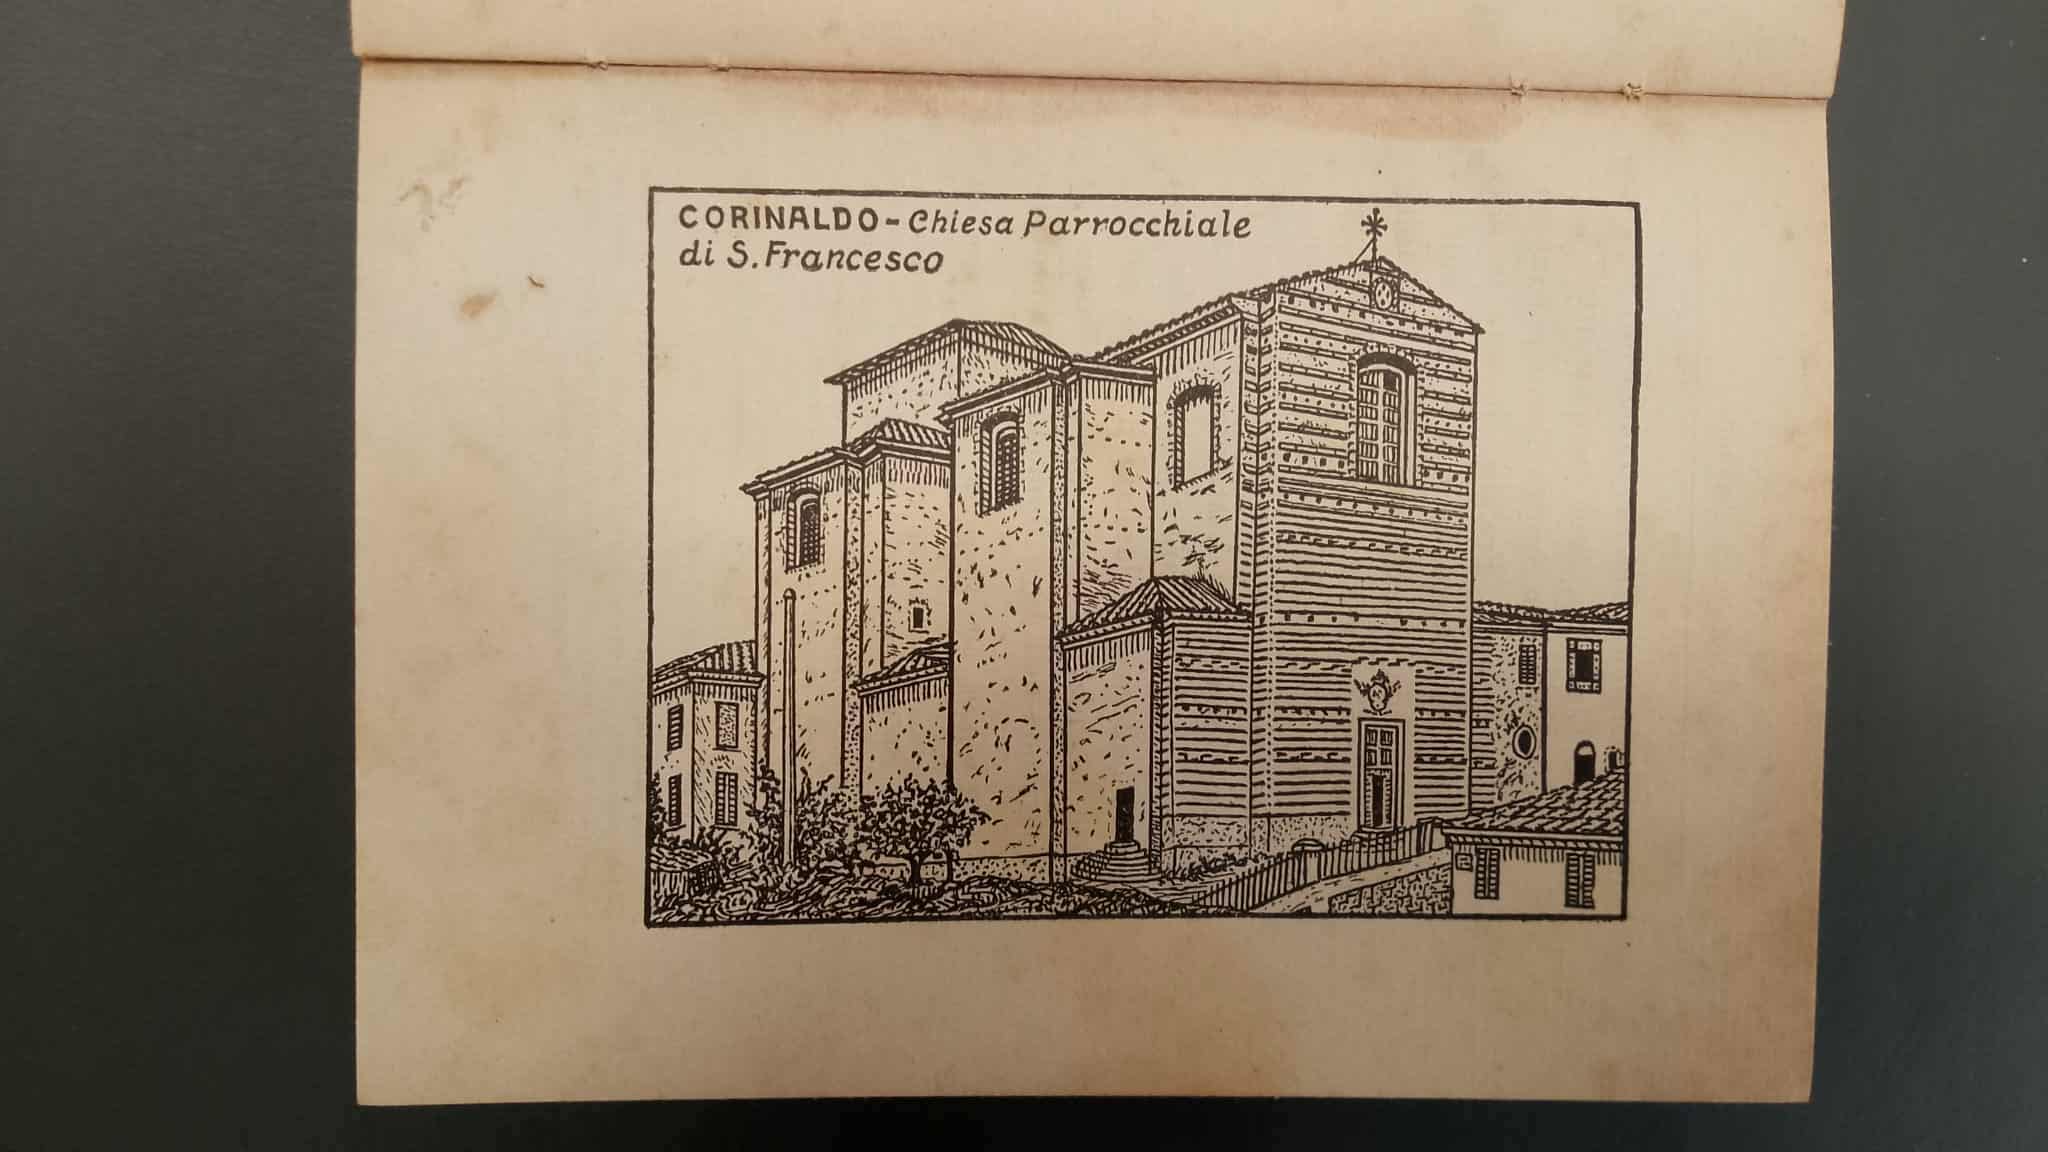 CORINALDO - Chiesa Parrocchiale
di S. Francesco